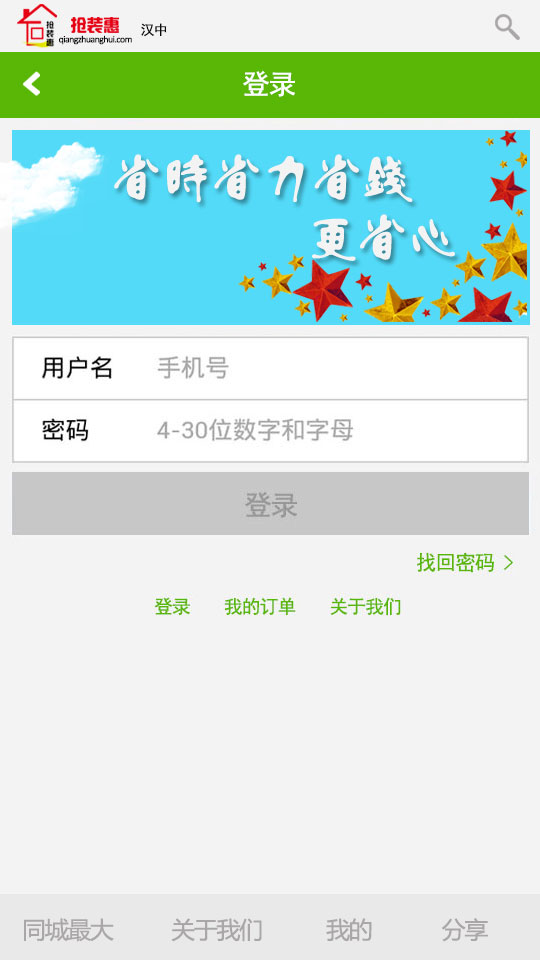 抢装惠
抢装惠 汉中
qiangzhuanghui.com
登录
省時省力省錢
更省心
用户名 手机号
密码 4-30位数字和字母
登录
找回密码
登录 我的订单 关于我们
同城最大 关于我们 我的 分享